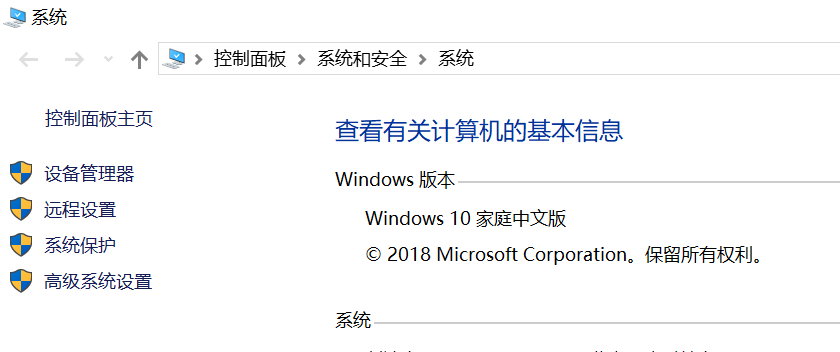 系统
控制面板 > 系统和安全 > 系统
控制面板主页
设备管理器
远程设置
系统保护
高级系统设置
查看有关计算机的基本信息
Windows 版本
Windows 10 家庭中文版
© 2018 Microsoft Corporation。保留所有权利。
系统